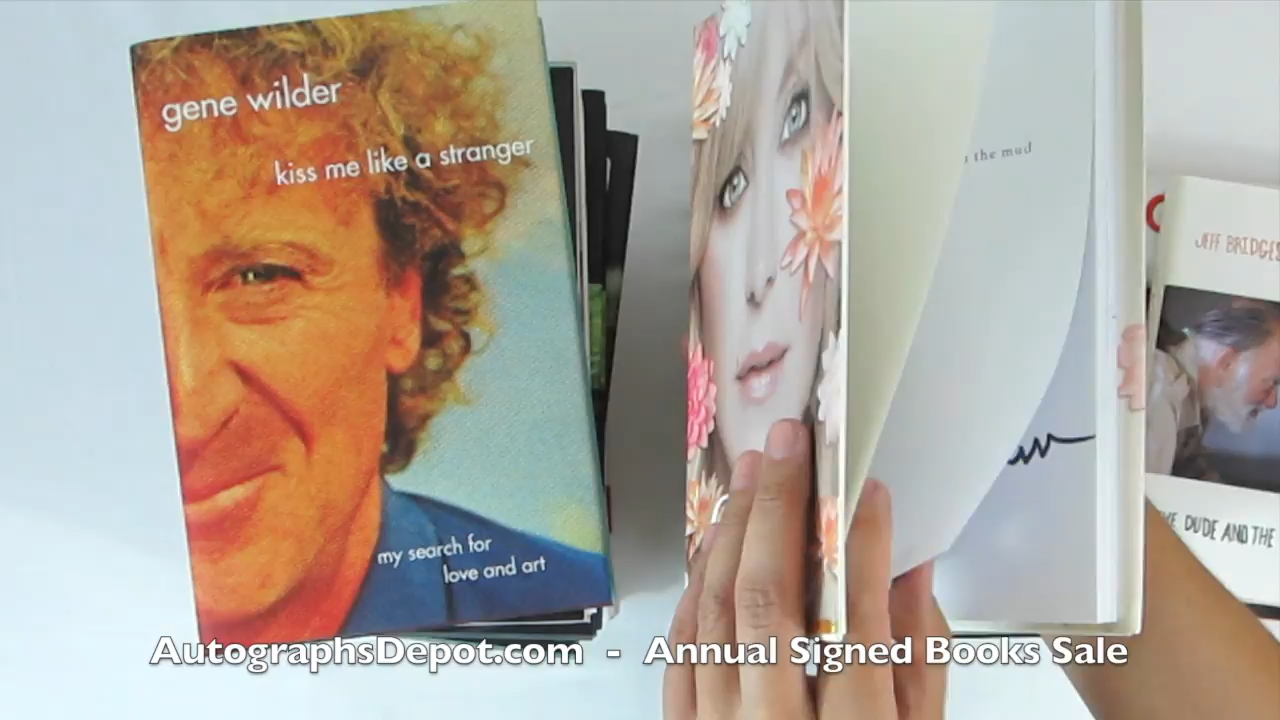 gene wilder
kiss me like a stranger
my search for
love and art
the mud
JEFF BRIDGES
DUDE AND THE
AutographsDepot.com - Annual Signed Books Sale